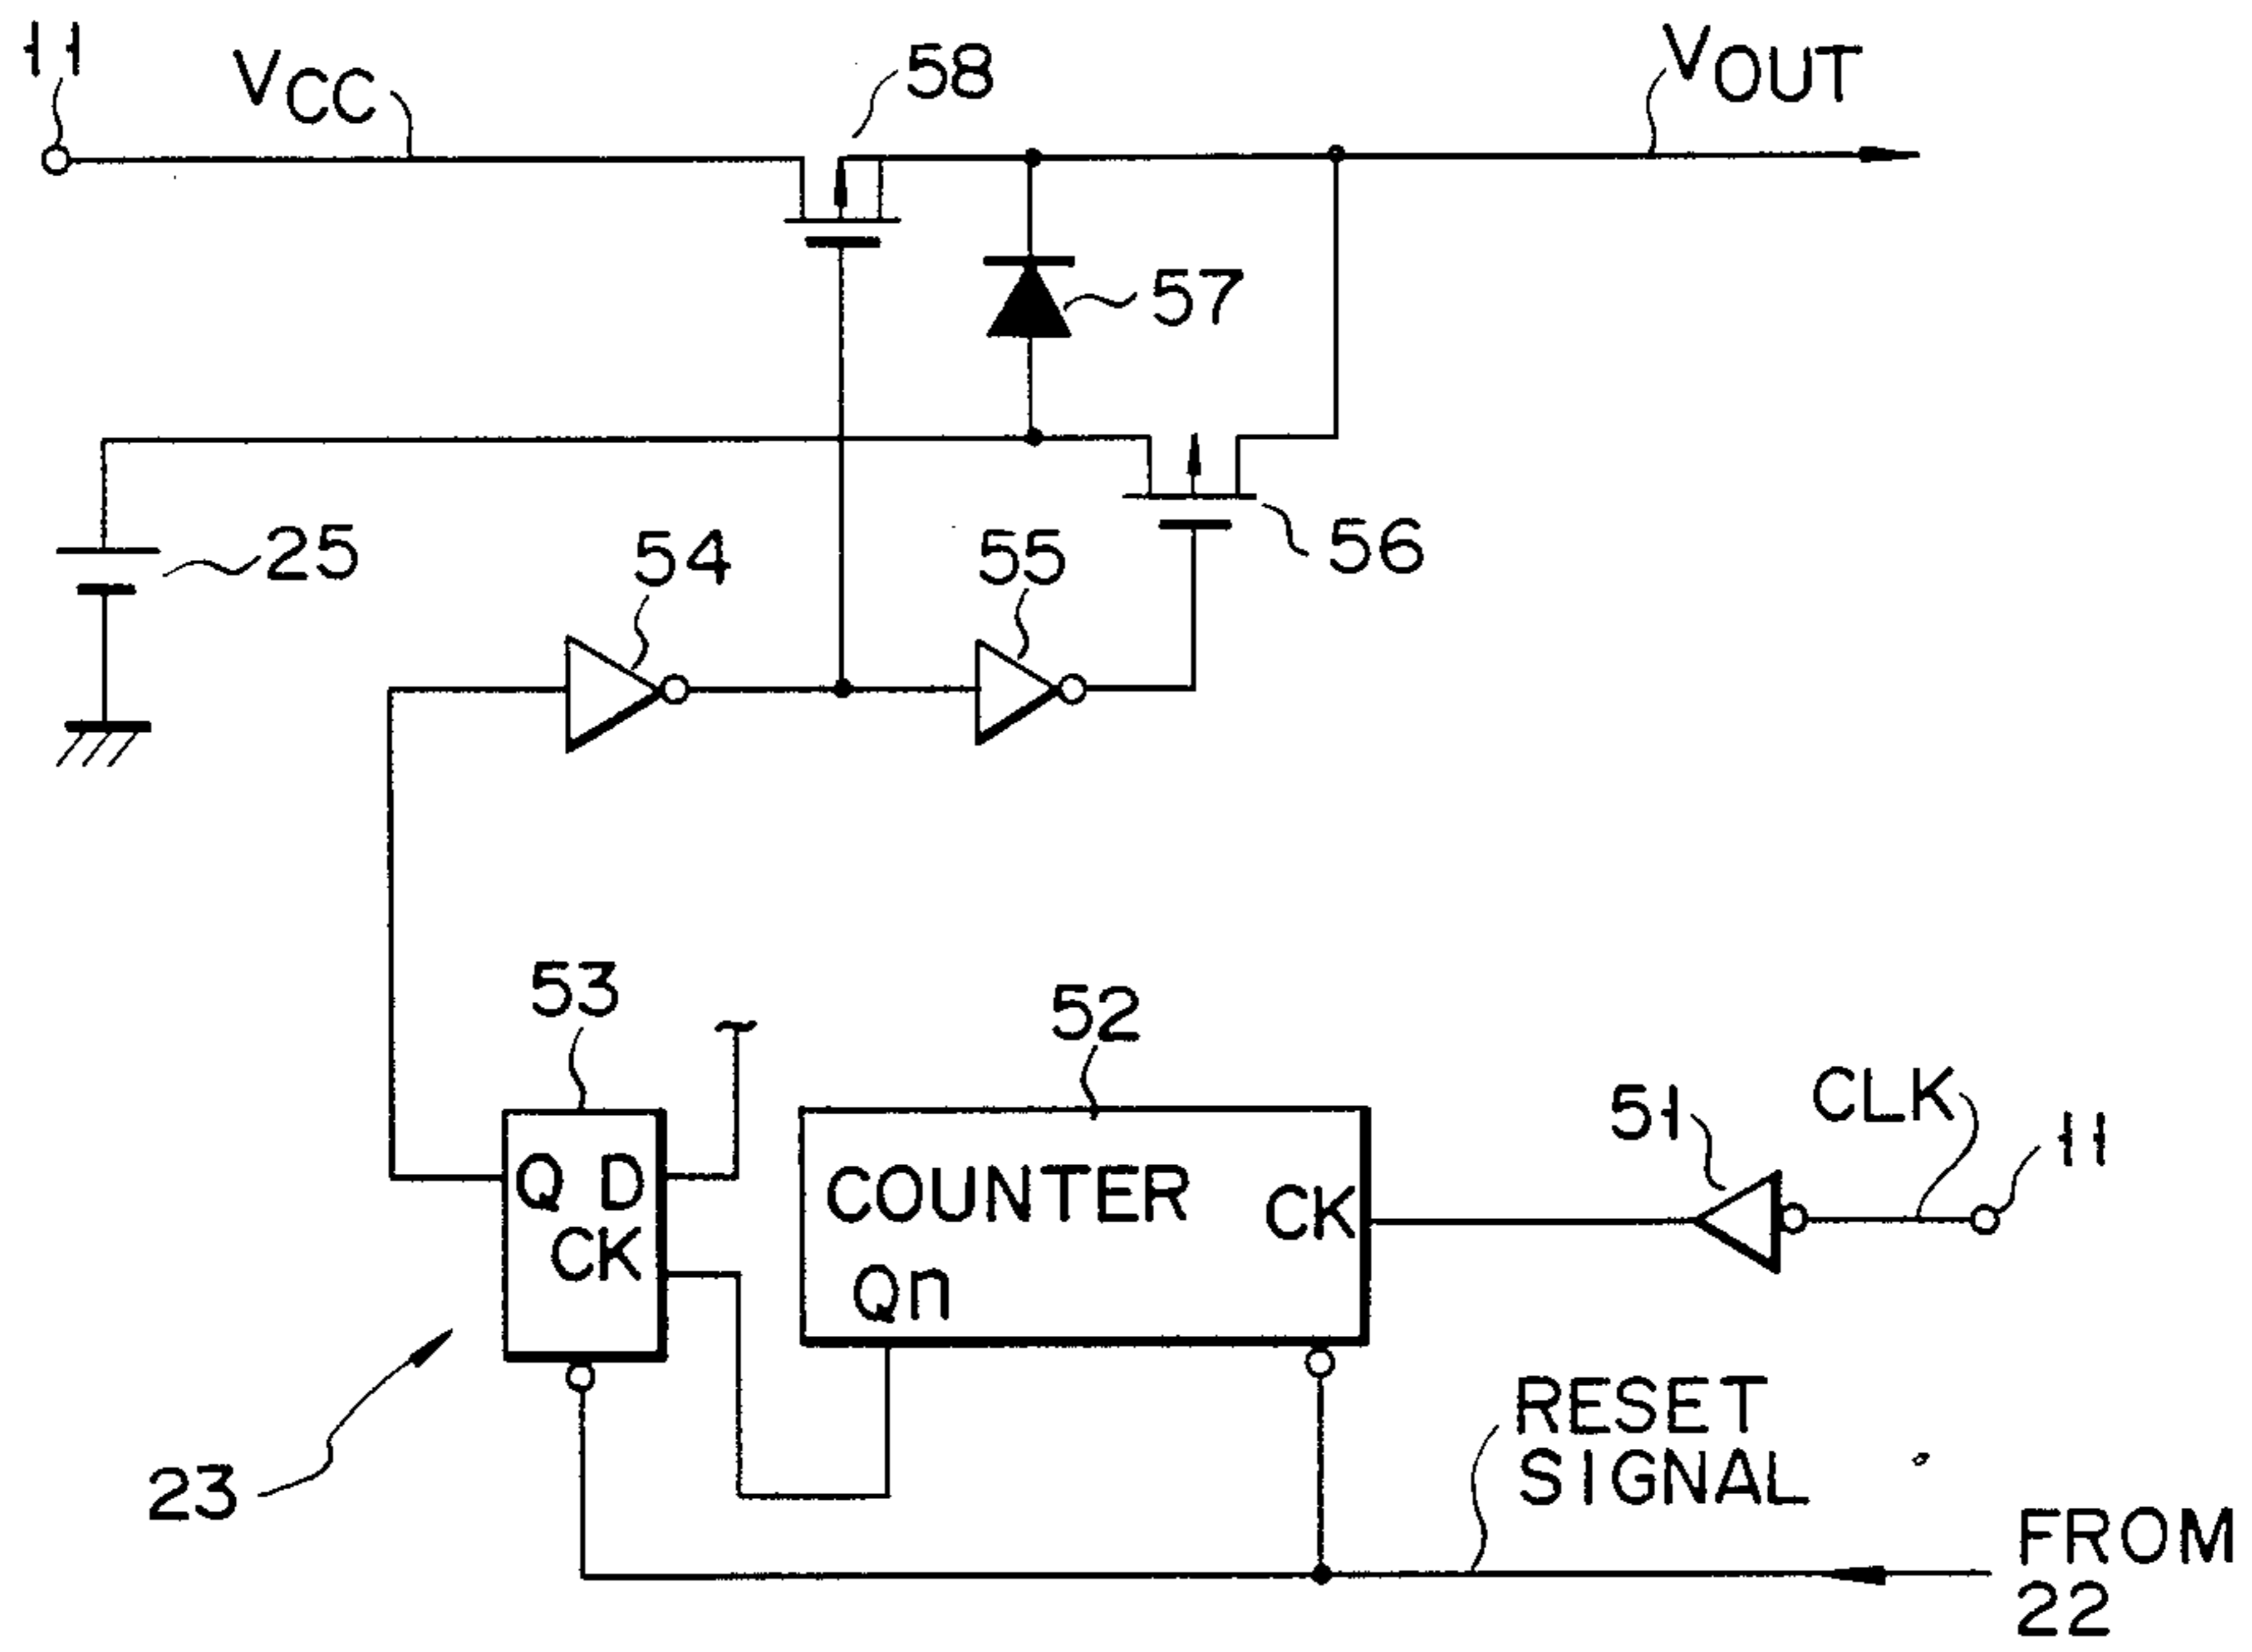 11
VCC
58
VOUT
57
25
54
55
56
53
52
51
CLK
11
Q D
CK
COUNTER
CK
Qn
23
RESET
SIGNAL
FROM
22